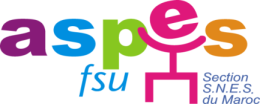 aspes
fsu
Section
S.N.E.S.
du Maroc